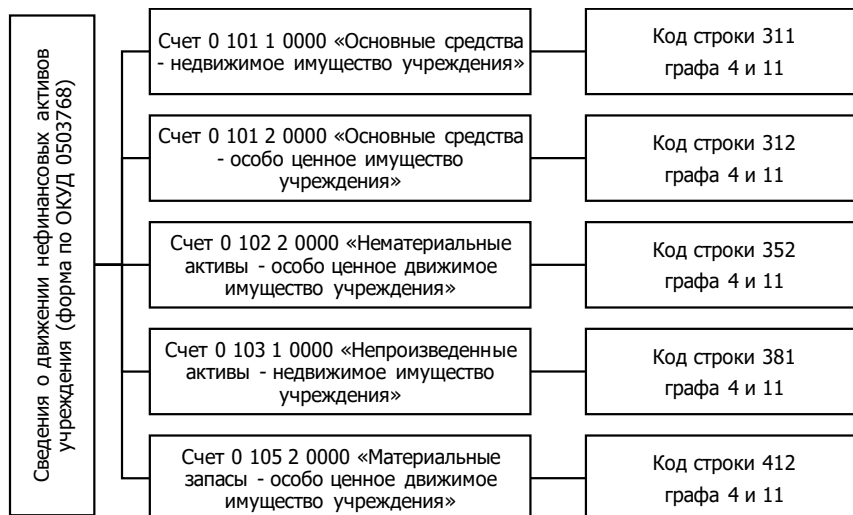 Сведения о движении нефинансовых активов
учреждения (форма по ОКУД 0503768)
Счет 0 101 1 0000 «Основные средства
- недвижимое имущество учреждения»
Код строки 311
графа 4 и 11
Счет 0 101 2 0000 «Основные средства
- особо ценное имущество
учреждения»
Код строки 312
графа 4 и 11
Счет 0 102 2 0000 «Нематериальные
активы - особо ценное движимое
имущество учреждения»
Код строки 352
графа 4 и 11
Счет 0 103 1 0000 «Непроизведенные
активы - недвижимое имущество
учреждения»
Код строки 381
графа 4 и 11
Счет 0 105 2 0000 «Материальные
запасы - особо ценное движимое
имущество учреждения»
Код строки 412
графа 4 и 11